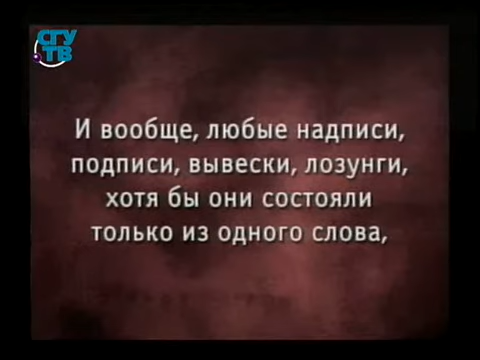 СГУ
ТВ
И вообще, любые надписи,
подписи, вывески, лозунги,
хотя бы они состояли
только из одного слова,